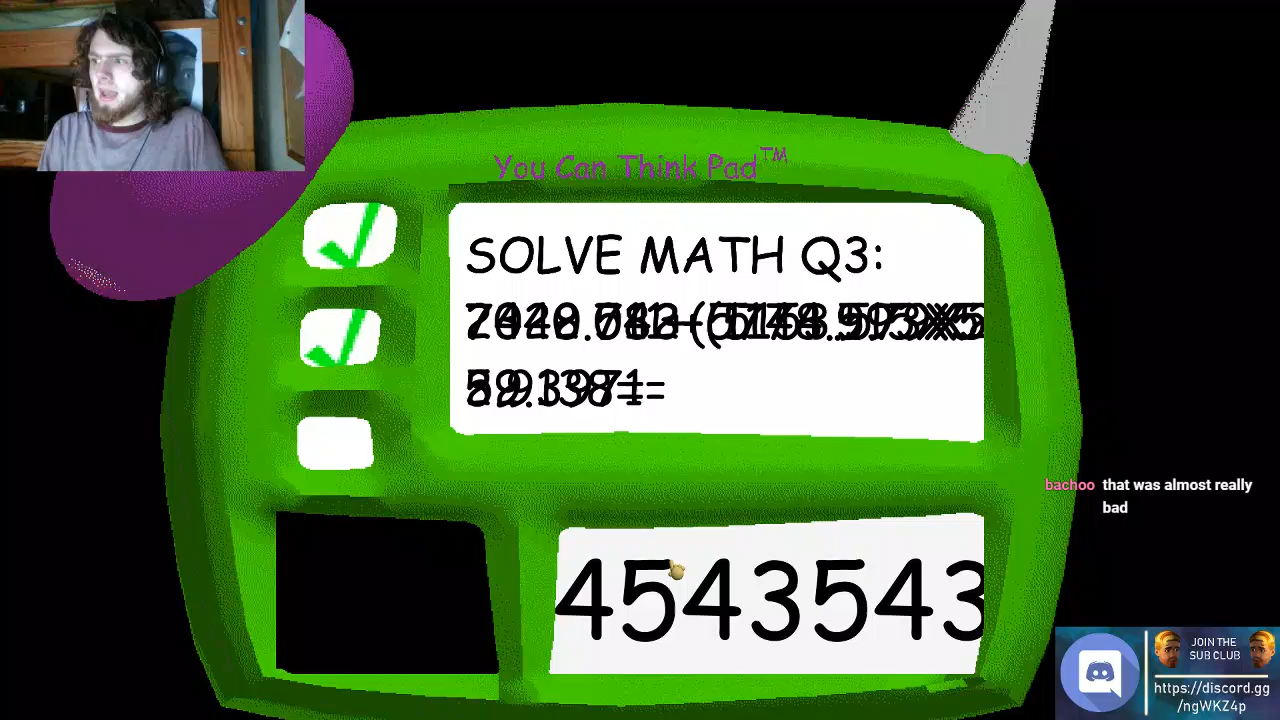 You Can Think Pad™
SOLVE MATH Q3:
4543543
bachoo that was almost really
bad
JOIN THE
SUB CLUB
https://discord.gg
/ngWKZ4p